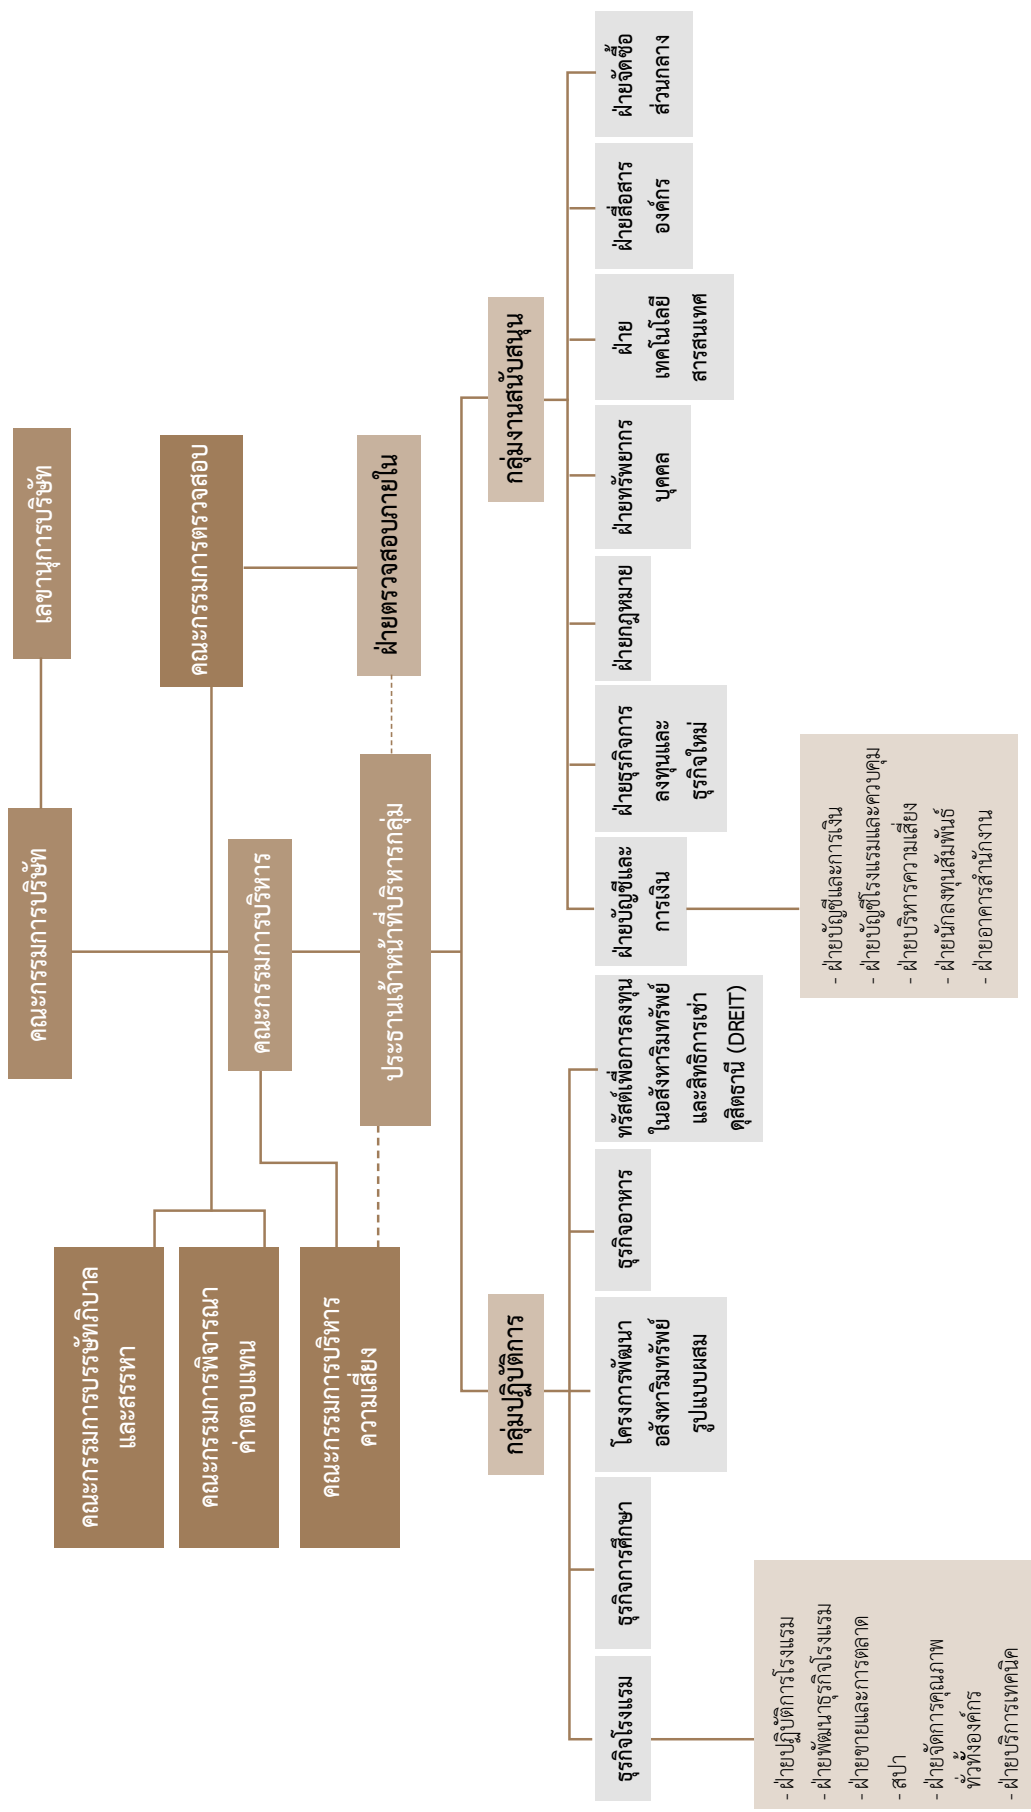 คณะกรรมการบริษัท
เลขานุการบริษัท
คณะกรรมการบรรษัทภิบาล
และสรรหา
คณะกรรมการพิจารณา
ค่าตอบแทน
คณะกรรมการตรวจสอบ
คณะกรรมการบริหาร
คณะกรรมการบริหาร
ความเสี่ยง
ประธานเจ้าหน้าที่บริหารกลุ่ม
ฝ่ายตรวจสอบภายใน
กลุ่มปฏิบัติการ
กลุ่มงานสนับสนุน
ธุรกิจโรงแรม
ธุรกิจการศึกษา
โครงการพัฒนา
อสังหาริมทรัพย์
รูปแบบผสม
ธุรกิจอาหาร
ทรัสต์เพื่อการลงทุน
ในอสังหาริมทรัพย์
และสิทธิการเช่า
ดุสิตธานี (DREIT)
ฝ่ายบัญชีและ
การเงิน
ฝ่ายธุรกิจการ
ลงทุนและ
ธุรกิจใหม่
ฝ่ายกฎหมาย
ฝ่ายทรัพยากร
บุคคล
ฝ่าย
เทคโนโลยี
สารสนเทศ
ฝ่ายสื่อสาร
องค์กร
ฝ่ายจัดซื้อ
ส่วนกลาง
- ฝ่ายปฏิบัติการโรงแรม
- ฝ่ายพัฒนาธุรกิจโรงแรม
- ฝ่ายขายและการตลาด
- สปา
- ฝ่ายจัดการคุณภาพ
ทั่วทั้งองค์กร
- ฝ่ายบริการเทคนิค
- ฝ่ายบัญชีและการเงิน
- ฝ่ายบัญชีโรงแรมและควบคุม
- ฝ่ายบริหารความเสี่ยง
- ฝ่ายนักลงทุนสัมพันธ์
- ฝ่ายอาคารสำนักงาน